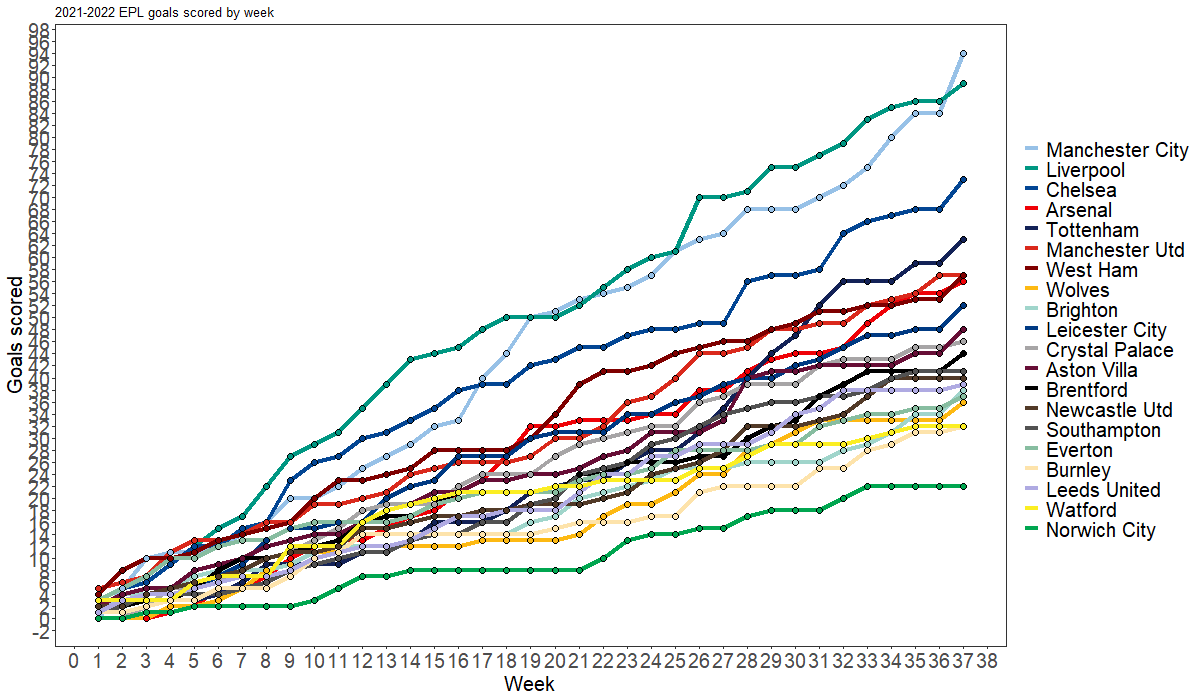 2021-2022 EPL goals scored by week
98
96
94
92
90
88
86
84
82
80
78
76
74
72
70
68
66
64
62
60
58
56
54
52
50
48
46
44
42
40
38
36
34
32
30
28
26
24
22
20
18
16
14
12
10
8
6
4
2
0
-2
Goals scored
0 1 2 3 4 5 6 7 8 9 10 11 12 13 14 15 16 17 18 19 20 21 22 23 24 25 26 27 28 29 30 31 32 33 34 35 36 37 38
Week
Manchester City
Liverpool
Chelsea
Arsenal
Tottenham
Manchester Utd
West Ham
Wolves
Brighton
Leicester City
Crystal Palace
Aston Villa
Brentford
Newcastle Utd
Southampton
Everton
Burnley
Leeds United
Watford
Norwich City